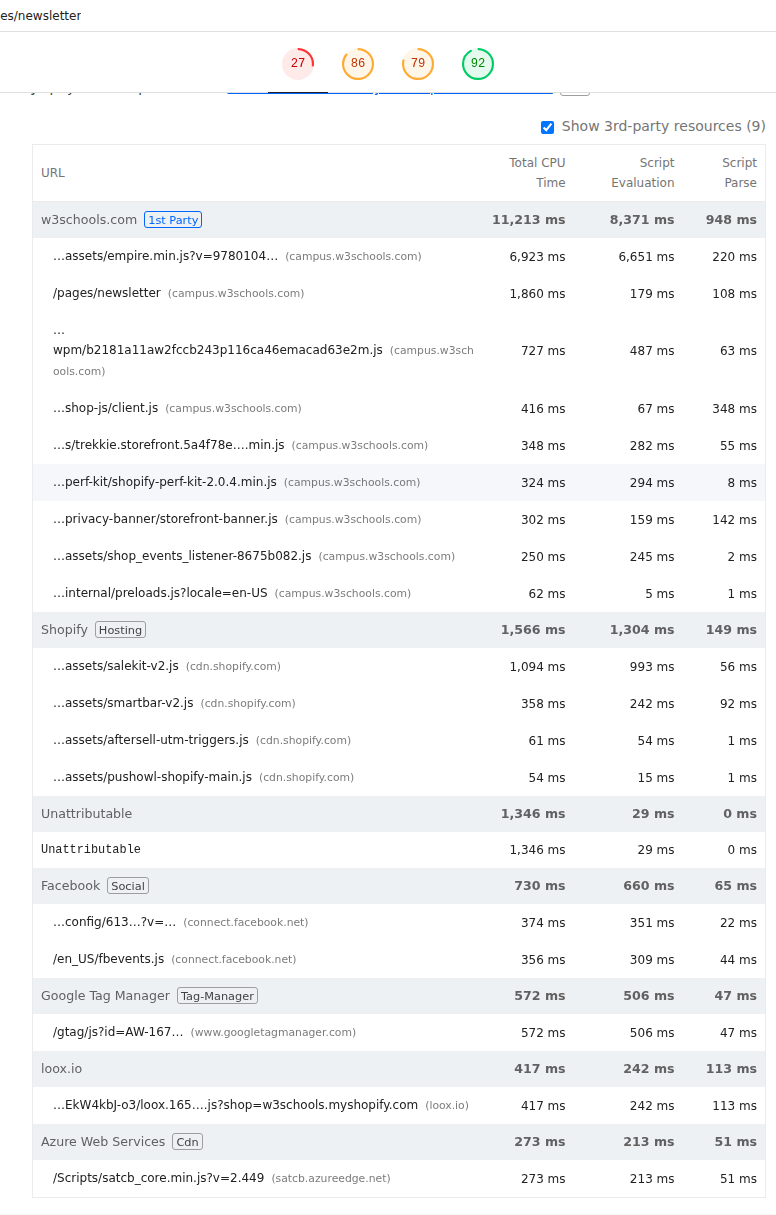 es/newsletter
27 86 79 92
Show 3rd-party resources (9)
URL Total CPU Time Script Evaluation Script Parse
w3schools.com 1st Party 11,213 ms 8,371 ms 948 ms
…assets/empire.min.js?v=9780104… (campus.w3schools.com) 6,923 ms 6,651 ms 220 ms
/pages/newsletter (campus.w3schools.com) 1,860 ms 179 ms 108 ms
…
wpm/b2181a11aw2fccb243p116ca46emacad63e2m.js (campus.w3sch 727 ms 487 ms 63 ms
ools.com)
…shop-js/client.js (campus.w3schools.com) 416 ms 67 ms 348 ms
…s/trekkie.storefront.5a4f78e….min.js (campus.w3schools.com) 348 ms 282 ms 55 ms
…perf-kit/shopify-perf-kit-2.0.4.min.js (campus.w3schools.com) 324 ms 294 ms 8 ms
…privacy-banner/storefront-banner.js (campus.w3schools.com) 302 ms 159 ms 142 ms
…assets/shop_events_listener-8675b082.js (campus.w3schools.com) 250 ms 245 ms 2 ms
…internal/preloads.js?locale=en-US (campus.w3schools.com) 62 ms 5 ms 1 ms
Shopify Hosting 1,566 ms 1,304 ms 149 ms
…assets/salekit-v2.js (cdn.shopify.com) 1,094 ms 993 ms 56 ms
…assets/smartbar-v2.js (cdn.shopify.com) 358 ms 242 ms 92 ms
…assets/aftersell-utm-triggers.js (cdn.shopify.com) 61 ms 54 ms 1 ms
…assets/pushowl-shopify-main.js (cdn.shopify.com) 54 ms 15 ms 1 ms
Unattributable 1,346 ms 29 ms 0 ms
Unattributable 1,346 ms 29 ms 0 ms
Facebook Social 730 ms 660 ms 65 ms
…config/613…?v=… (connect.facebook.net) 374 ms 351 ms 22 ms
/en_US/fbevents.js (connect.facebook.net) 356 ms 309 ms 44 ms
Google Tag Manager Tag-Manager 572 ms 506 ms 47 ms
/gtag/js?id=AW-167… (www.googletagmanager.com) 572 ms 506 ms 47 ms
loox.io 417 ms 242 ms 113 ms
…EkW4kbJ-o3/loox.165….js?shop=w3schools.myshopify.com (loox.io) 417 ms 242 ms 113 ms
Azure Web Services Cdn 273 ms 213 ms 51 ms
/Scripts/satcb_core.min.js?v=2.449 (satcb.azureedge.net) 273 ms 213 ms 51 ms